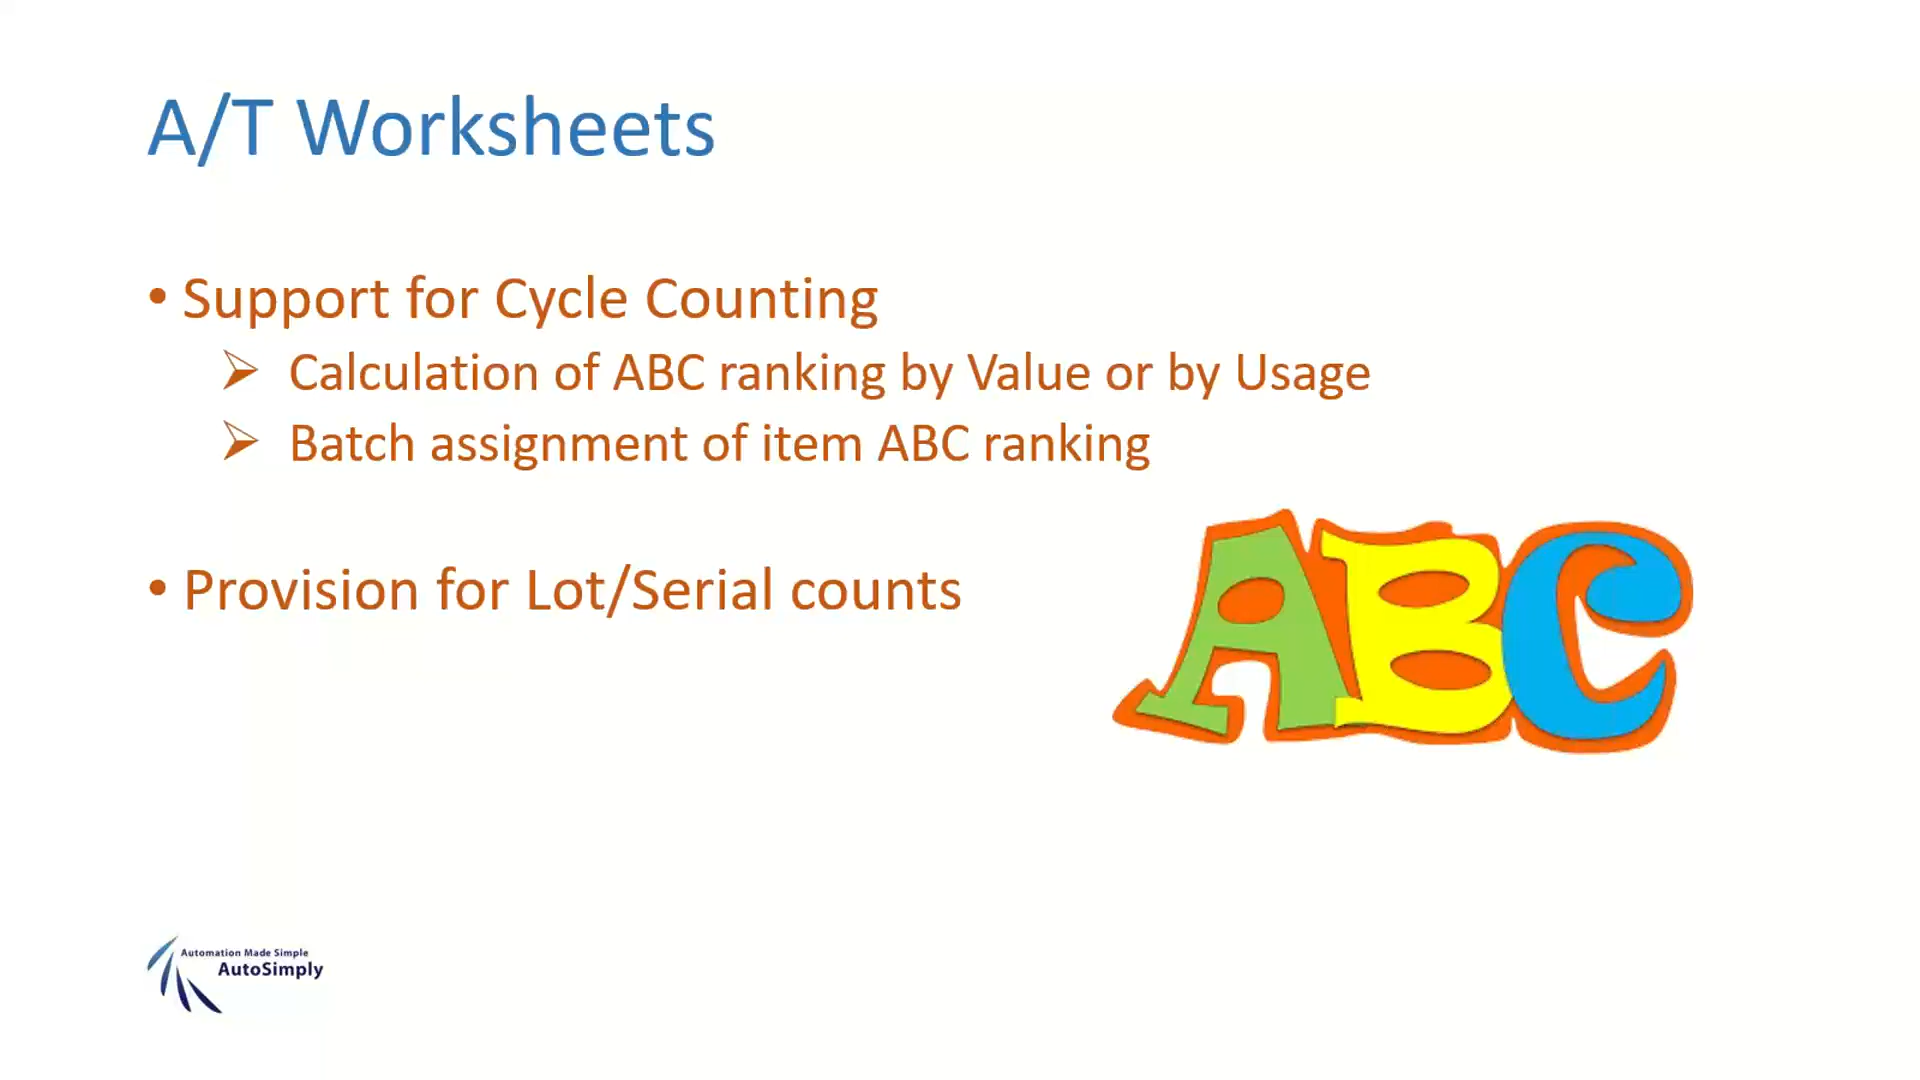 A/T Worksheets
• Support for Cycle Counting
➢ Calculation of ABC ranking by Value or by Usage
➢ Batch assignment of item ABC ranking
• Provision for Lot/Serial counts
ABC
Automation Made Simple
AutoSimply